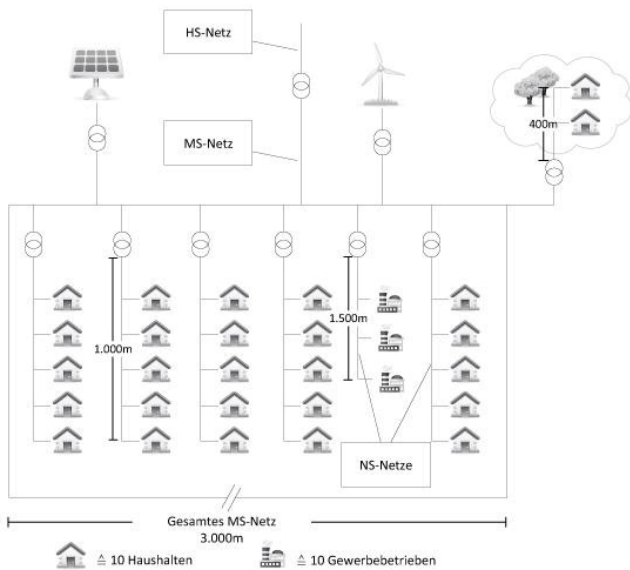 HS-Netz
MS-Netz
400m
1.000m
1.500m
NS-Netze
Gesamtes MS-Netz
3.000m
≙ 10 Haushalten
≙ 10 Gewerbebetrieben